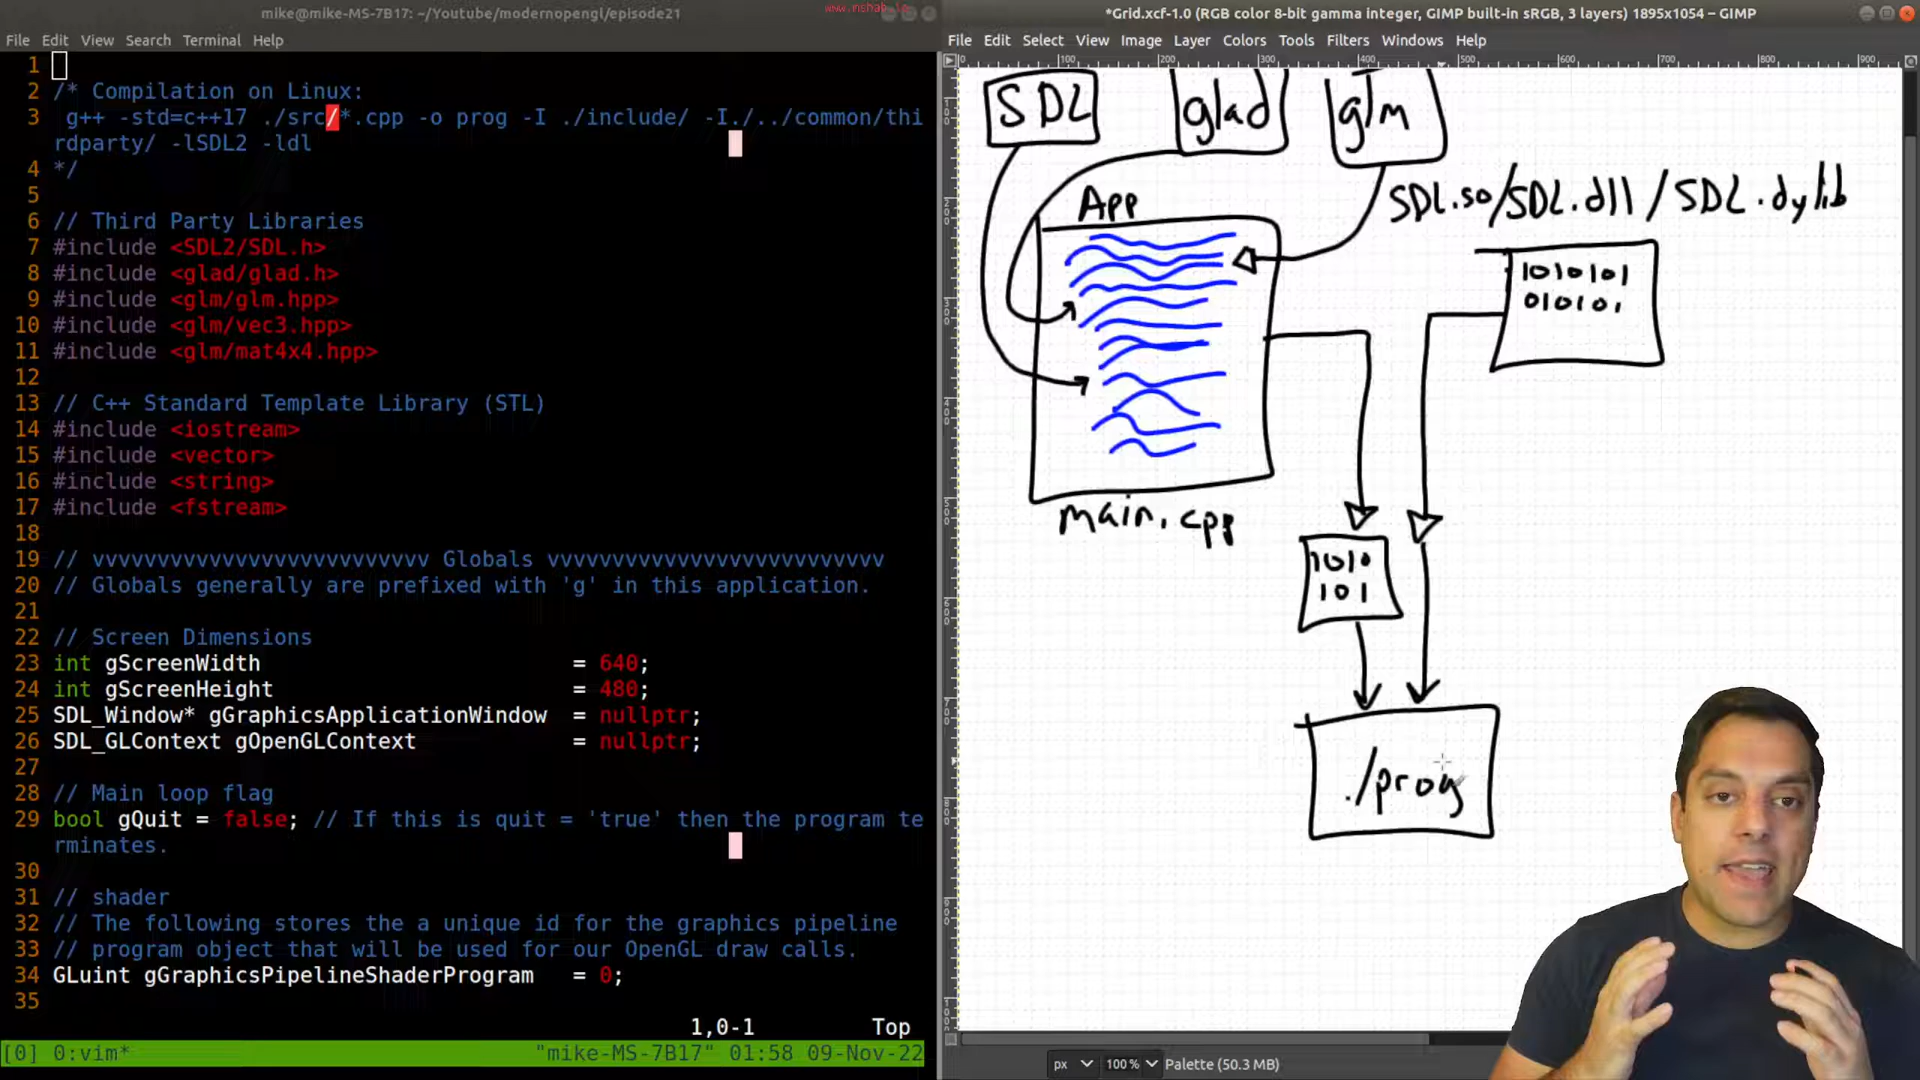 mike@mike-MS-7B17: ~/Youtube/modernopengl/episode21
File Edit View Search Terminal Help
1
2 /* Compilation on Linux:
3 g++ -std=c++17 ./src/*.cpp -o prog -I ./include/ -I./../common/thi
rdparty/ -lSDL2 -ldl
4 */
5
6 // Third Party Libraries
7 #include <SDL2/SDL.h>
8 #include <glad/glad.h>
9 #include <glm/glm.hpp>
10 #include <glm/vec3.hpp>
11 #include <glm/mat4x4.hpp>
12
13 // C++ Standard Template Library (STL)
14 #include <iostream>
15 #include <vector>
16 #include <string>
17 #include <fstream>
18
19 // vvvvvvvvvvvvvvvvvvvvvvvvvv Globals vvvvvvvvvvvvvvvvvvvvvvvvvv
20 // Globals generally are prefixed with 'g' in this application.
21
22 // Screen Dimensions
23 int gScreenWidth = 640;
24 int gScreenHeight = 480;
25 SDL_Window* gGraphicsApplicationWindow = nullptr;
26 SDL_GLContext gOpenGLContext = nullptr;
27
28 // Main loop flag
29 bool gQuit = false; // If this is quit = 'true' then the program te
rminates.
30
31 // shader
32 // The following stores the a unique id for the graphics pipeline
33 // program object that will be used for our OpenGL draw calls.
34 GLuint gGraphicsPipelineShaderProgram = 0;
35
1,0-1 Top
[0] 0:vim* "mike-MS-7B17" 01:58 09-Nov-22
*Grid.xcf-1.0 (RGB color 8-bit gamma integer, GIMP built-in sRGB, 3 layers) 1895x1054 – GIMP
File Edit Select View Image Layer Colors Tools Filters Windows Help
100 200 300 400 500 600 700 800 900
SDL glad glm
SDL.so/SDL.dll/SDL.dylib
App
1010101
010101
main.cpp
1010
101
./prog
px 100% Palette (50.3 MB)